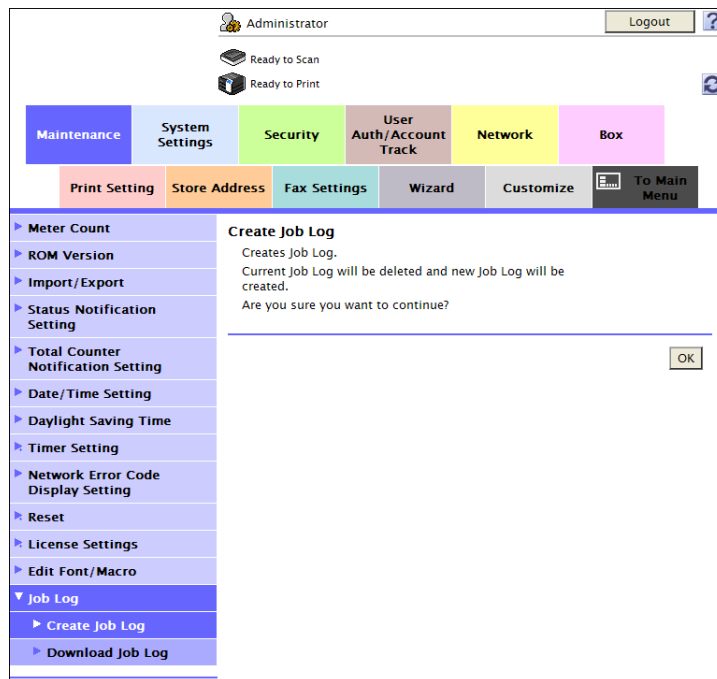 Administrator
Logout
?
Ready to Scan
Ready to Print
Maintenance
System
Settings
Security
User
Auth/Account
Track
Network
Box
Print Setting
Store Address
Fax Settings
Wizard
Customize
To Main
Menu
Meter Count
ROM Version
Import/Export
Status Notification
Setting
Total Counter
Notification Setting
Date/Time Setting
Daylight Saving Time
Timer Setting
Network Error Code
Display Setting
Reset
License Settings
Edit Font/Macro
Job Log
Create Job Log
Download Job Log
Create Job Log
Creates Job Log.
Current Job Log will be deleted and new Job Log will be
created.
Are you sure you want to continue?
OK